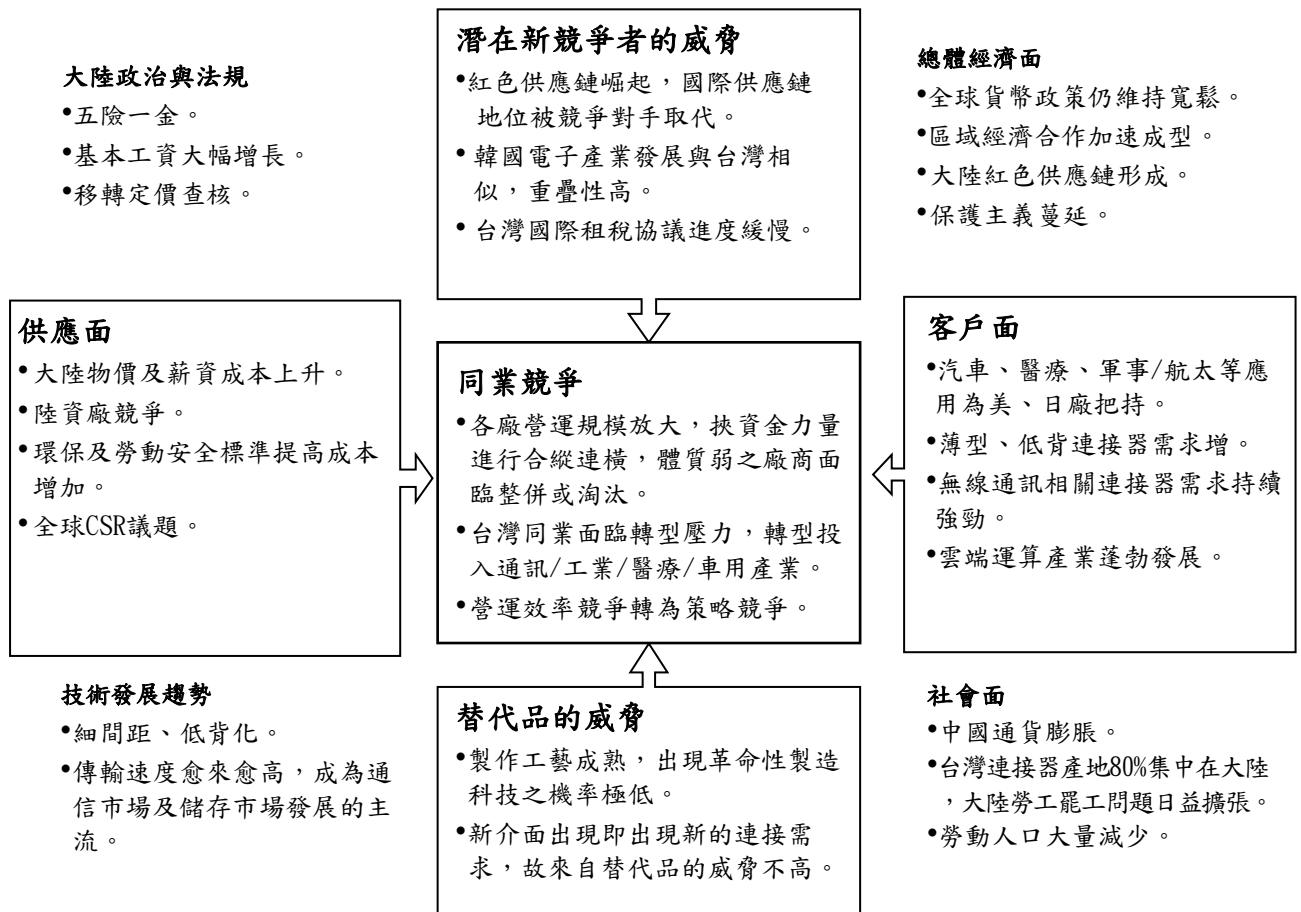 大陸政治與法規
•五險一金。
•基本工資大幅增長。
•移轉定價查核。
潛在新競爭者的威脅
•紅色供應鏈崛起，國際供應鏈
地位被競爭對手取代。
•韓國電子產業發展與台灣相
似，重疊性高。
•台灣國際租稅協議進度緩慢。
總體經濟面
•全球貨幣政策仍維持寬鬆。
•區域經濟合作加速成型。
•大陸紅色供應鏈形成。
•保護主義蔓延。
供應面
•大陸物價及薪資成本上升。
•陸資廠競爭。
•環保及勞動安全標準提高成本
增加。
•全球CSR議題。
同業競爭
•各廠營運規模放大，挾資金力量
進行合縱連橫，體質弱之廠商面
臨整併或淘汰。
•台灣同業面臨轉型壓力，轉型投
入通訊/工業/醫療/車用產業。
•營運效率競爭轉為策略競爭。
客戶面
•汽車、醫療、軍事/航太等應
用為美、日廠把持。
•薄型、低背連接器需求增。
•無線通訊相關連接器需求持續
強勁。
•雲端運算產業蓬勃發展。
技術發展趨勢
•細間距、低背化。
•傳輸速度愈來愈高，成為通
信市場及儲存市場發展的主
流。
替代品的威脅
•製作工藝成熟，出現革命性製造
科技之機率極低。
•新介面出現即出現新的連接需
求，故來自替代品的威脅不高。
社會面
•中國通貨膨脹。
•台灣連接器產地80%集中在大陸
，大陸勞工罷工問題日益擴張。
•勞動人口大量減少。